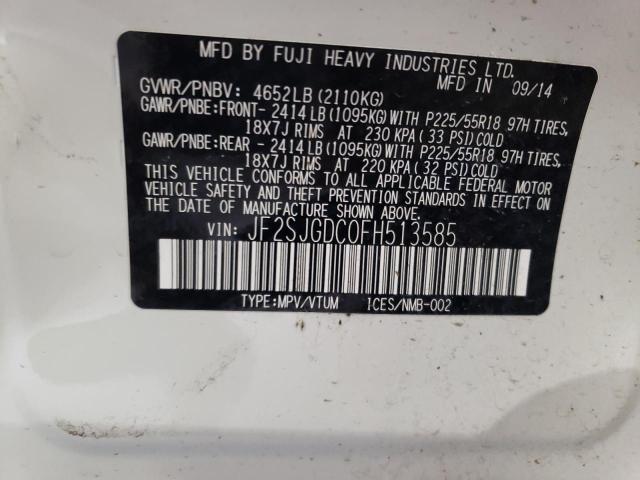 MFD BY FUJI HEAVY INDUSTRIES LTD.
MFD IN 09/14
GVWR/PNBV: 4652LB (2110KG)
GAWR/PNBE:FRONT- 2414 LB (1095KG) WITH P225/55R18 97H TIRES,
18X7J RIMS AT 230 KPA (33 PSI) COLD
GAWR/PNBE:REAR - 2414 LB (1095KG) WITH P225/55R18 97H TIRES,
18X7J RIMS AT 220 KPA (32 PSI) COLD
THIS VEHICLE CONFORMS TO ALL APPLICABLE FEDERAL MOTOR
VEHICLE SAFETY AND THEFT PREVENTION STANDARDS IN EFFECT ON
THE DATE OF MANUFACTURE SHOWN ABOVE.
VIN: JF2SJGDC0FH513585
TYPE:MPV/VTUM ICES/NMB-002